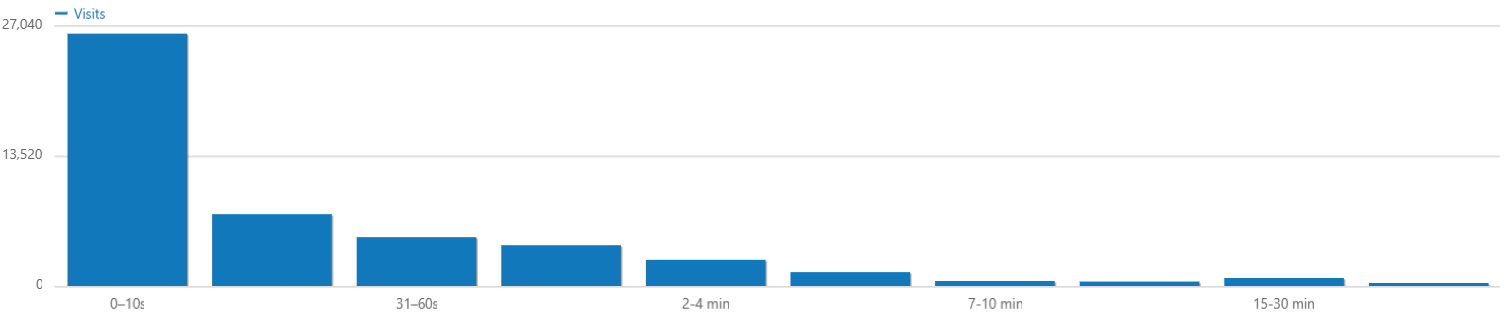 Visits
27,040
13,520
0
0–10s
31–60s
2-4 min
7-10 min
15-30 min